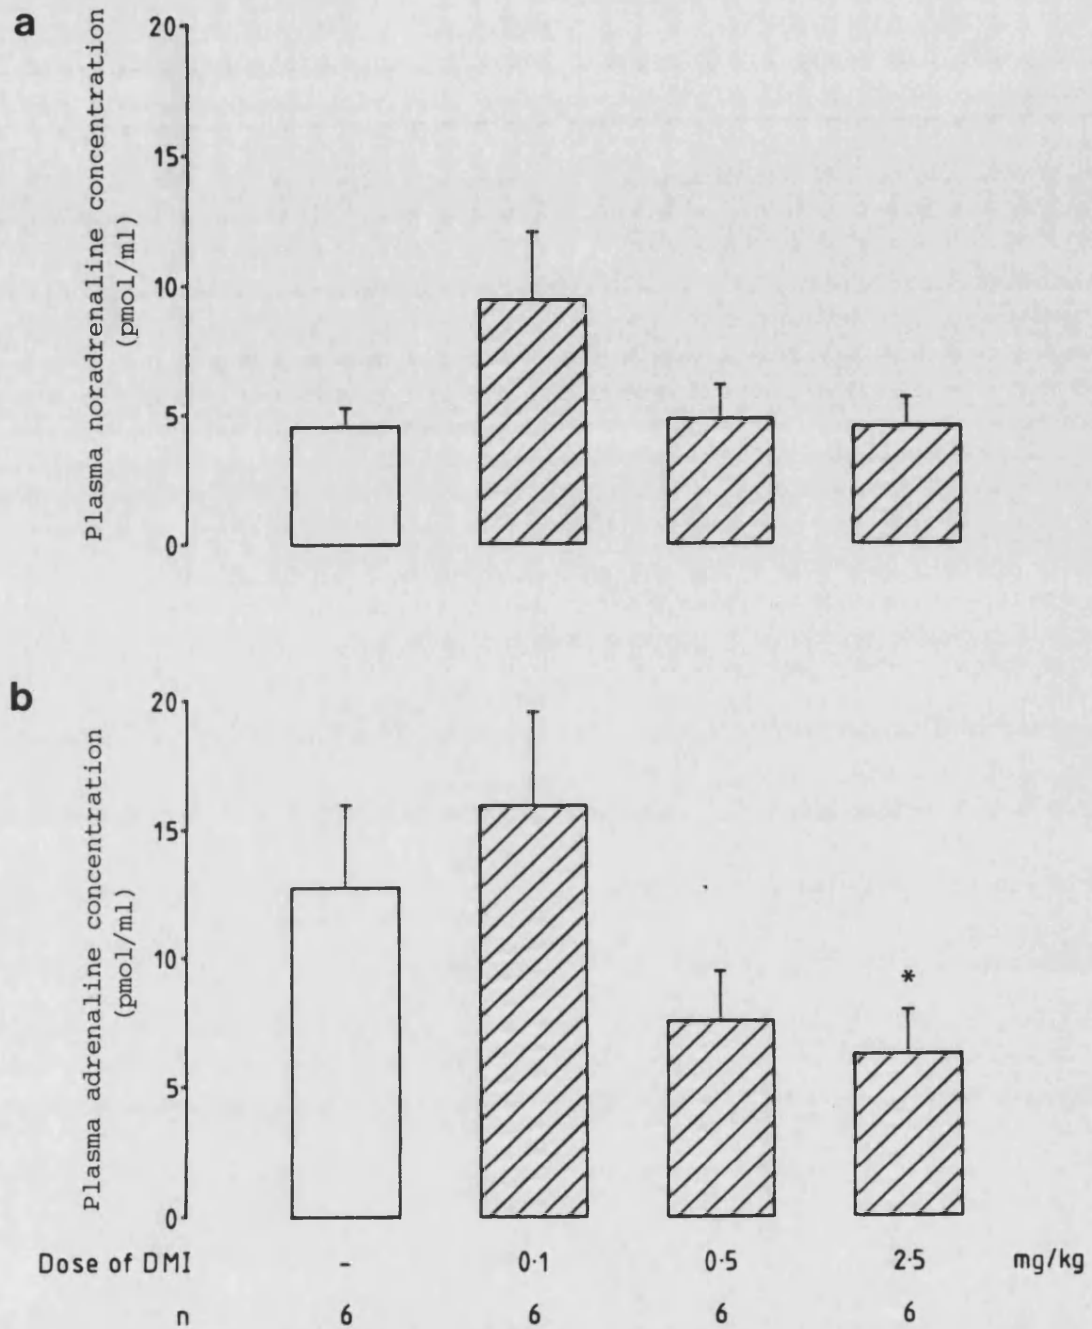 a
Plasma noradrenaline concentration
(pmol/ml)
20
15
10
5
0
b
Plasma adrenaline concentration
(pmol/ml)
20
15
10
5
0
*
Dose of DMI - 0·1 0·5 2·5 mg/kg
n 6 6 6 6